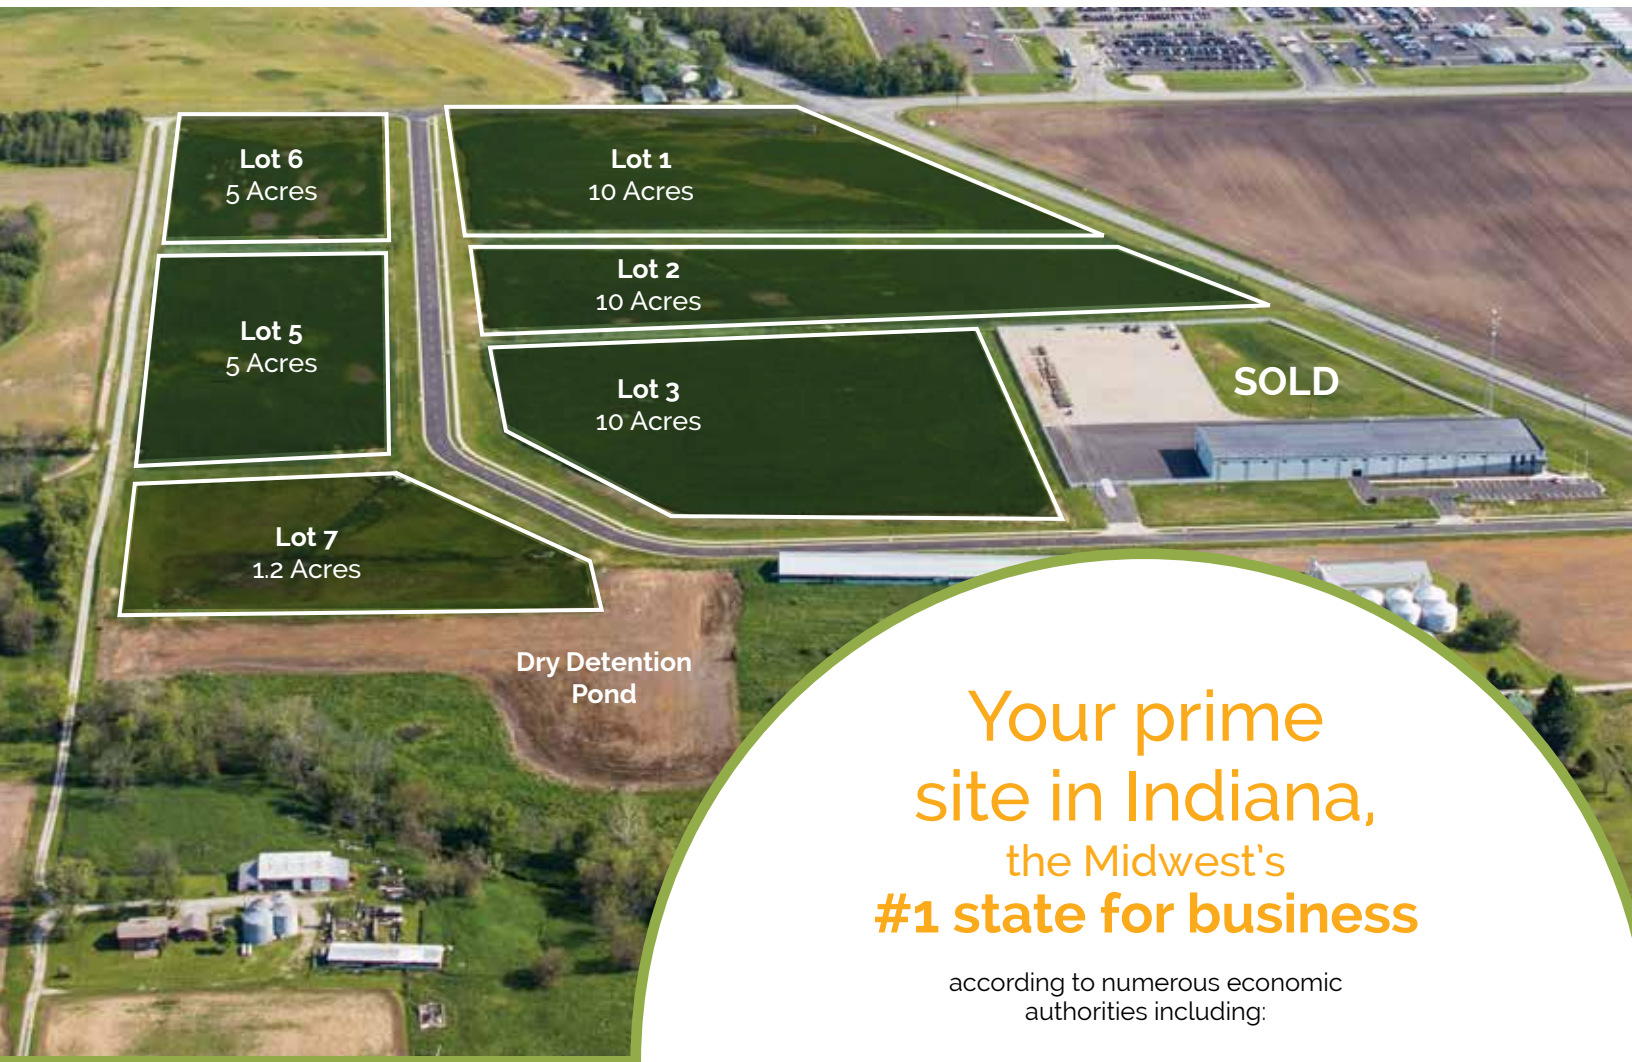 Lot 6
5 Acres
Lot 1
10 Acres
Lot 2
10 Acres
Lot 5
5 Acres
Lot 3
10 Acres
SOLD
Lot 7
1.2 Acres
Dry Detention
Pond
Your prime
site in Indiana,
the Midwest's
#1 state for business
according to numerous economic
authorities including: